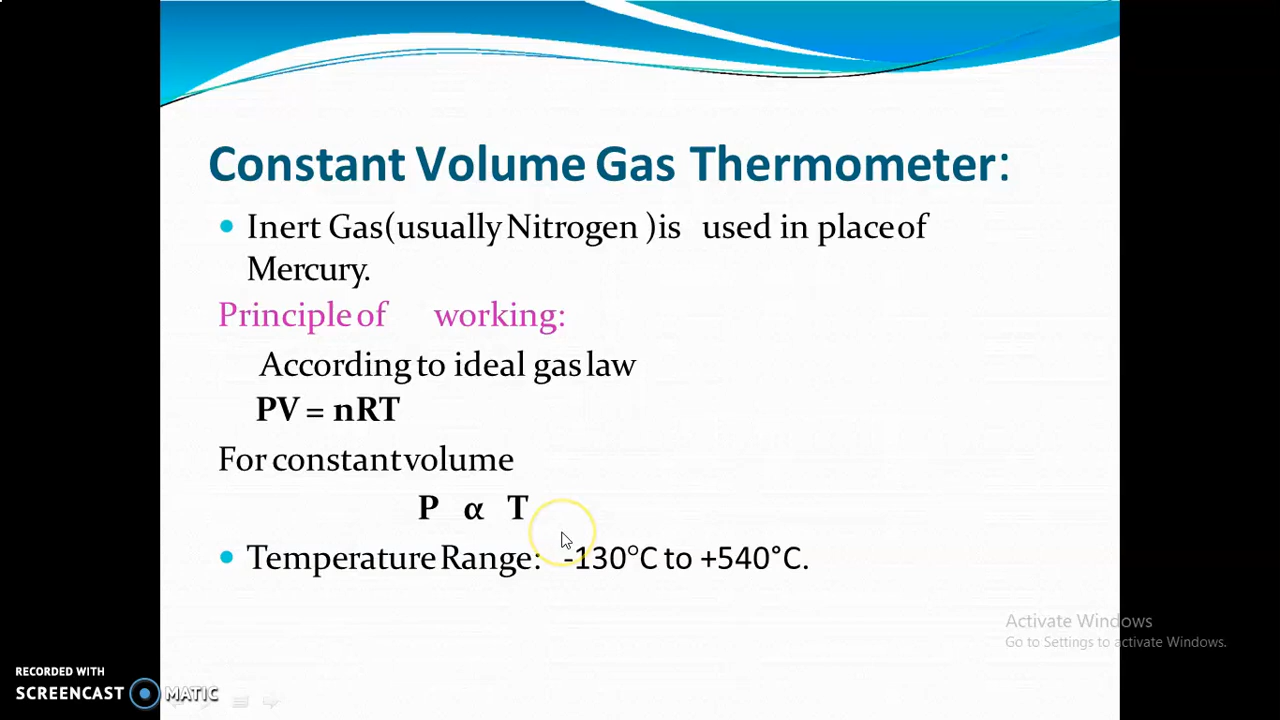 Constant Volume Gas Thermometer:
• Inert Gas(usually Nitrogen )is used in place of
Mercury.
Principle of working:
According to ideal gas law
PV = nRT
For constant volume
P α T
• Temperature Range: -130°C to +540°C.
Activate Windows
Go to Settings to activate Windows.
RECORDED WITH
SCREENCAST MATIC